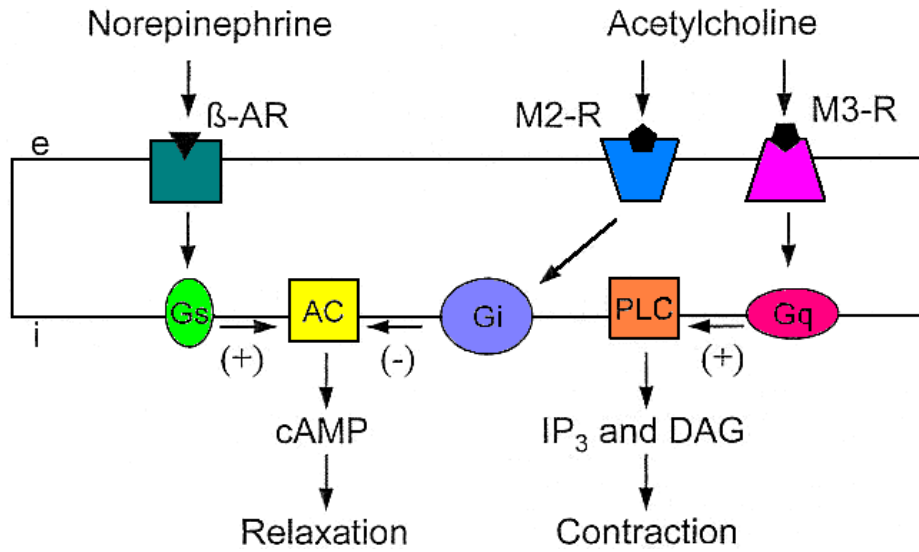 Norepinephrine Acetylcholine
ß-AR M2-R M3-R
e
Gs AC Gi PLC Gq
i
(+) (-) (+)
cAMP IP₃ and DAG
Relaxation Contraction